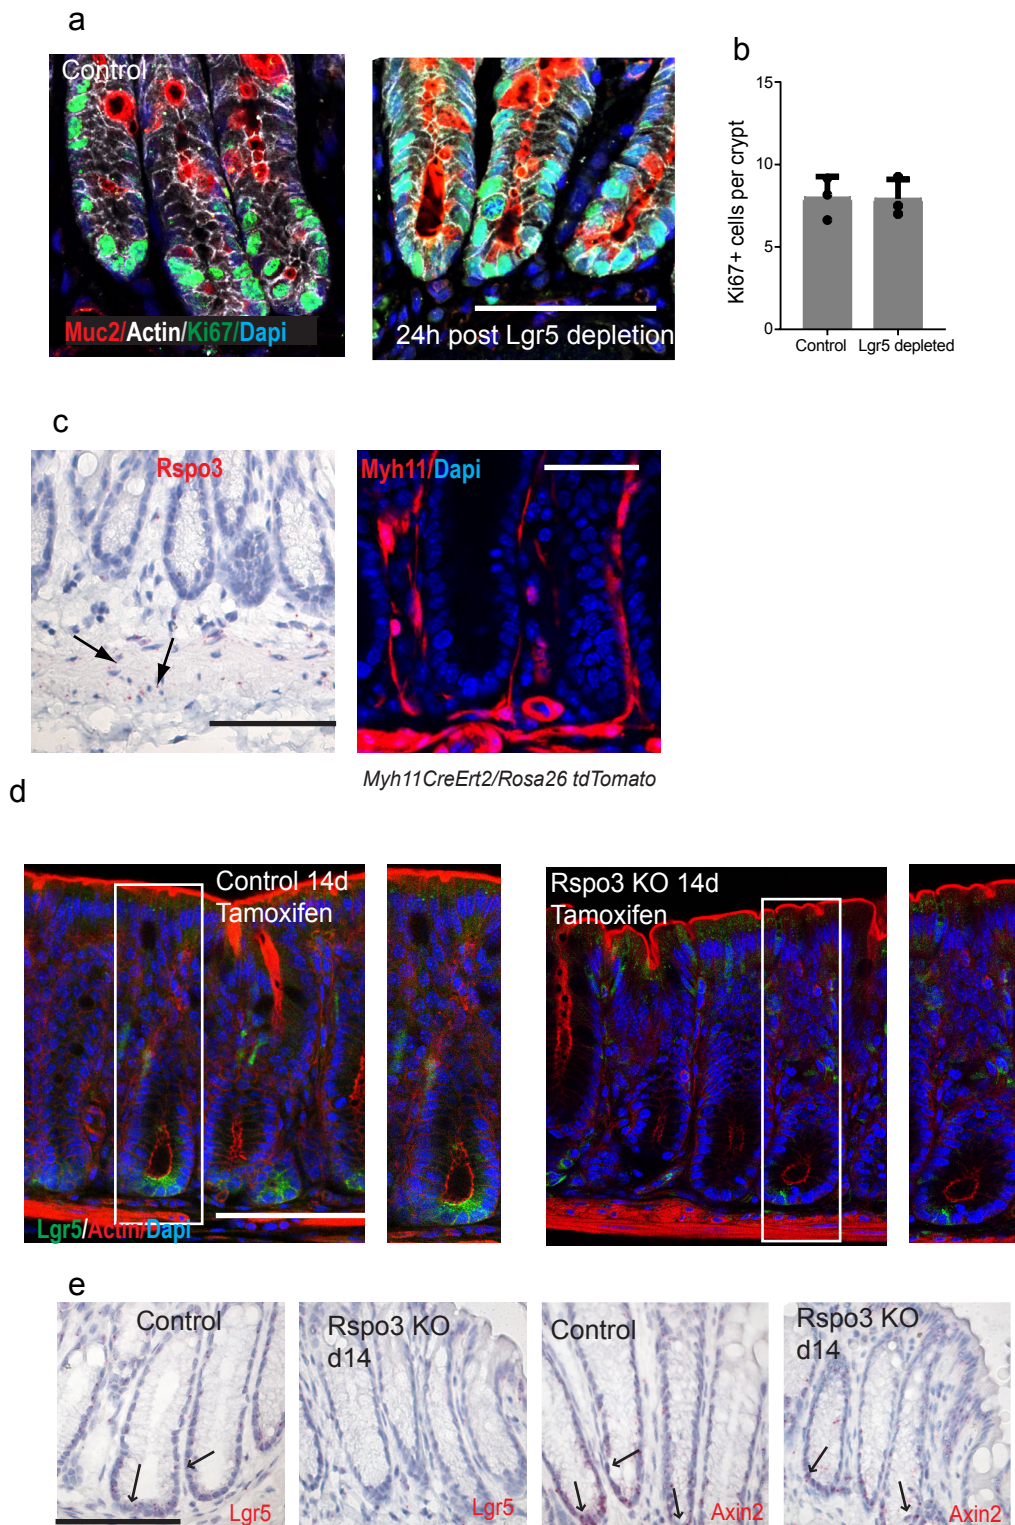 a
Control
Muc2/Actin/Ki67/Dapi
24h post Lgr5 depletion
b
15
10
5
0
Ki67+ cells per crypt
Control
Lgr5 depleted
c
Rspo3
Myh11/Dapi
Myh11CreErt2/Rosa26 tdTomato
d
Control 14d
Tamoxifen
Lgr5/Actin/Dapi
Rspo3 KO 14d
Tamoxifen
e
Control
Lgr5
Rspo3 KO
d14
Lgr5
Control
Axin2
Rspo3 KO
d14
Axin2